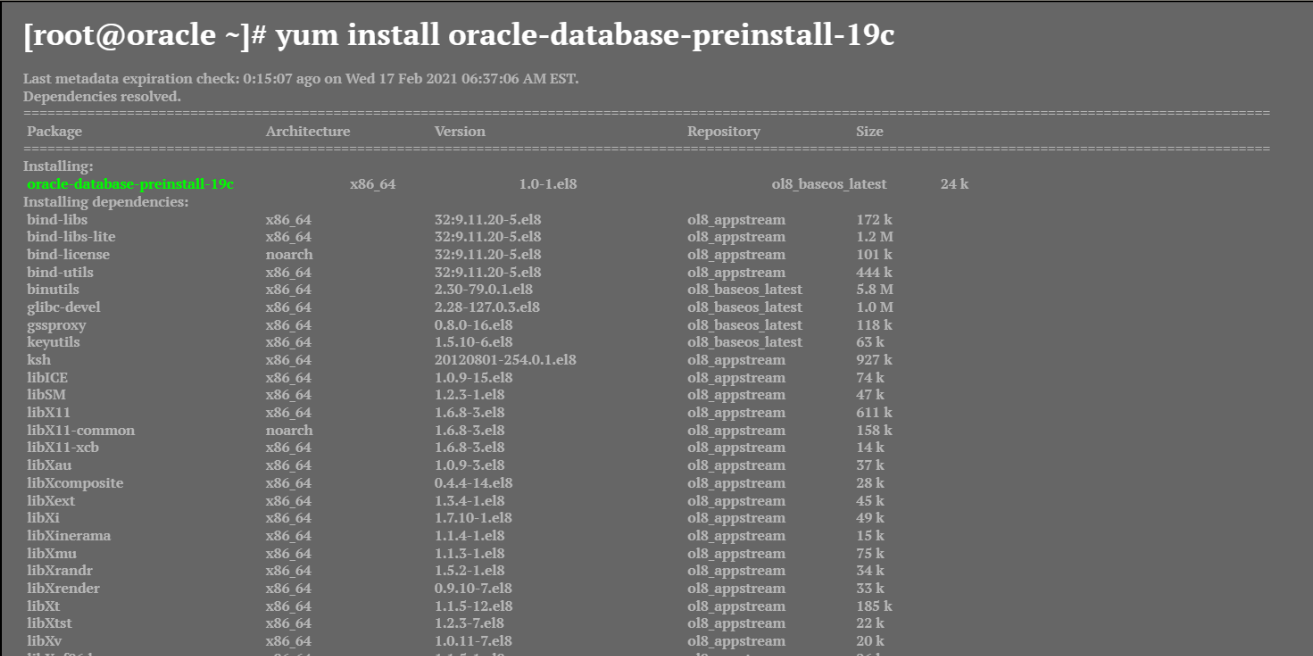 [root@oracle ~]# yum install oracle-database-preinstall-19c
Last metadata expiration check: 0:15:07 ago on Wed 17 Feb 2021 06:37:06 AM EST.
Dependencies resolved.
Package Architecture Version Repository Size
Installing:
oracle-database-preinstall-19c x86_64 1.0-1.el8 ol8_baseos_latest 24 k
Installing dependencies:
bind-libs x86_64 32:9.11.20-5.el8 ol8_appstream 172 k
bind-libs-lite x86_64 32:9.11.20-5.el8 ol8_appstream 1.2 M
bind-license noarch 32:9.11.20-5.el8 ol8_appstream 101 k
bind-utils x86_64 32:9.11.20-5.el8 ol8_appstream 444 k
binutils x86_64 2.30-79.0.1.el8 ol8_baseos_latest 5.8 M
glibc-devel x86_64 2.28-127.0.3.el8 ol8_baseos_latest 1.0 M
gssproxy x86_64 0.8.0-16.el8 ol8_baseos_latest 118 k
keyutils x86_64 1.5.10-6.el8 ol8_baseos_latest 63 k
ksh x86_64 20120801-254.0.1.el8 ol8_appstream 927 k
libICE x86_64 1.0.9-15.el8 ol8_appstream 74 k
libSM x86_64 1.2.3-1.el8 ol8_appstream 47 k
libX11 x86_64 1.6.8-3.el8 ol8_appstream 611 k
libX11-common noarch 1.6.8-3.el8 ol8_appstream 158 k
libX11-xcb x86_64 1.6.8-3.el8 ol8_appstream 14 k
libXau x86_64 1.0.9-3.el8 ol8_appstream 37 k
libXcomposite x86_64 0.4.4-14.el8 ol8_appstream 28 k
libXext x86_64 1.3.4-1.el8 ol8_appstream 45 k
libXi x86_64 1.7.10-1.el8 ol8_appstream 49 k
libXinerama x86_64 1.1.4-1.el8 ol8_appstream 15 k
libXmu x86_64 1.1.3-1.el8 ol8_appstream 75 k
libXrandr x86_64 1.5.2-1.el8 ol8_appstream 34 k
libXrender x86_64 0.9.10-7.el8 ol8_appstream 33 k
libXt x86_64 1.1.5-12.el8 ol8_appstream 185 k
libXtst x86_64 1.2.3-7.el8 ol8_appstream 22 k
libXv x86_64 1.0.11-7.el8 ol8_appstream 20 k